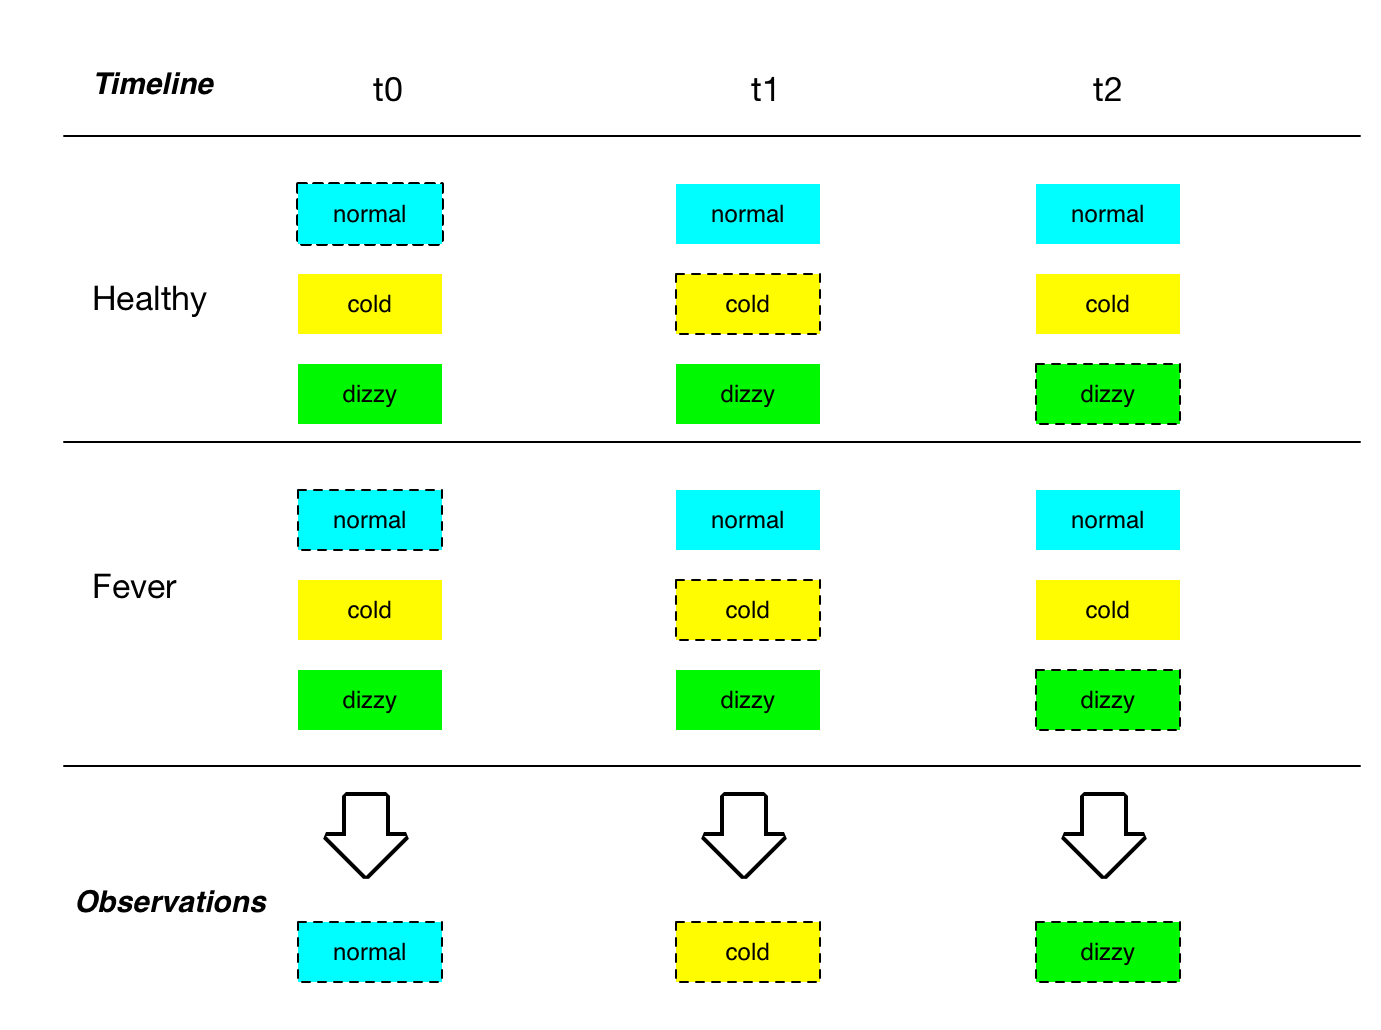 Timeline t0 t1 t2
normal normal normal
Healthy cold cold cold
dizzy dizzy dizzy
normal normal normal
Fever cold cold cold
dizzy dizzy dizzy
Observations
normal cold dizzy